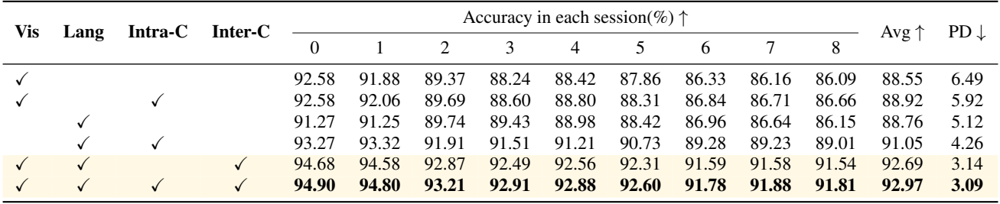 Vis Lang Intra-C Inter-C Accuracy in each session(%) ↑ Avg ↑ PD ↓
0 1 2 3 4 5 6 7 8
✓ 92.58 91.88 89.37 88.24 88.42 87.86 86.33 86.16 86.09 88.55 6.49
✓ ✓ 92.58 92.06 89.69 88.60 88.80 88.31 86.84 86.71 86.66 88.92 5.92
✓ 91.27 91.25 89.74 89.43 88.98 88.42 86.96 86.64 86.15 88.76 5.12
✓ ✓ 93.27 93.32 91.91 91.51 91.21 90.73 89.28 89.23 89.01 91.05 4.26
✓ ✓ ✓ 94.68 94.58 92.87 92.49 92.56 92.31 91.59 91.58 91.54 92.69 3.14
✓ ✓ ✓ ✓ 94.90 94.80 93.21 92.91 92.88 92.60 91.78 91.88 91.81 92.97 3.09